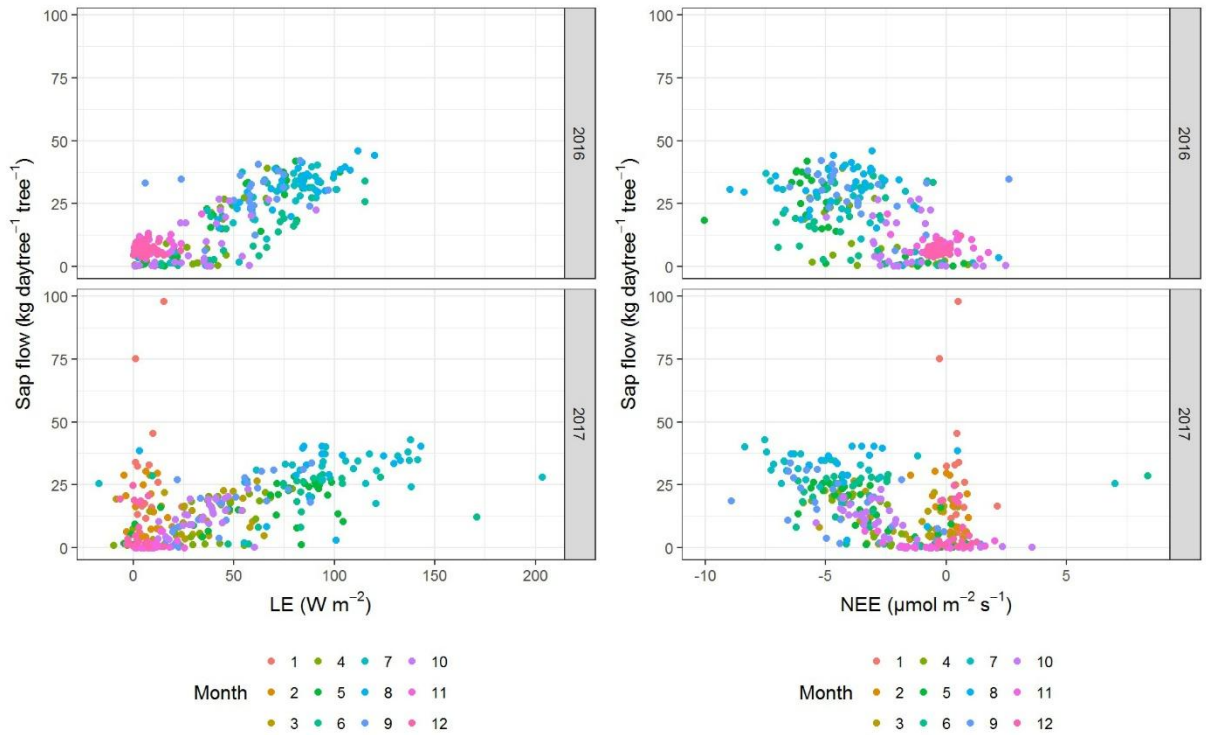 100
75
50
25
0
Sap flow (kg daytree⁻¹ tree⁻¹)
2016
100
75
50
25
0
2017
0 50 100 150 200
LE (W m⁻²)
Month
1 4 7 10
2 5 8 11
3 6 9 12
100
75
50
25
0
Sap flow (kg daytree⁻¹ tree⁻¹)
2016
100
75
50
25
0
2017
-10 -5 0 5
NEE (μmol m⁻² s⁻¹)
Month
1 4 7 10
2 5 8 11
3 6 9 12